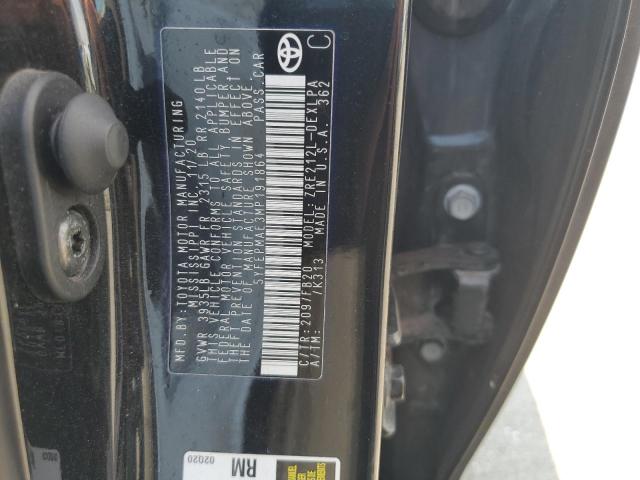 MFD. BY: TOYOTA MOTOR MANUFACTURING
MISSISSIPPI INC. 11/20
GVWR 3935LB GAWR FR 2315 LB RR 2140 LB
THIS VEHICLE CONFORMS TO ALL APPLICABLE
FEDERAL MOTOR VEHICLE SAFETY, BUMPER, AND
THEFT PREVENTION STANDARDS IN EFFECT ON
THE DATE OF MANUFACTURE SHOWN ABOVE.
5YFEPMAE3MP191864 PASS. CAR
C/TR: 209/FB20 MODEL: ZRE212L-DEXLPA
A/TM: /K313 MADE IN U.S.A. 362
C
02020
RM